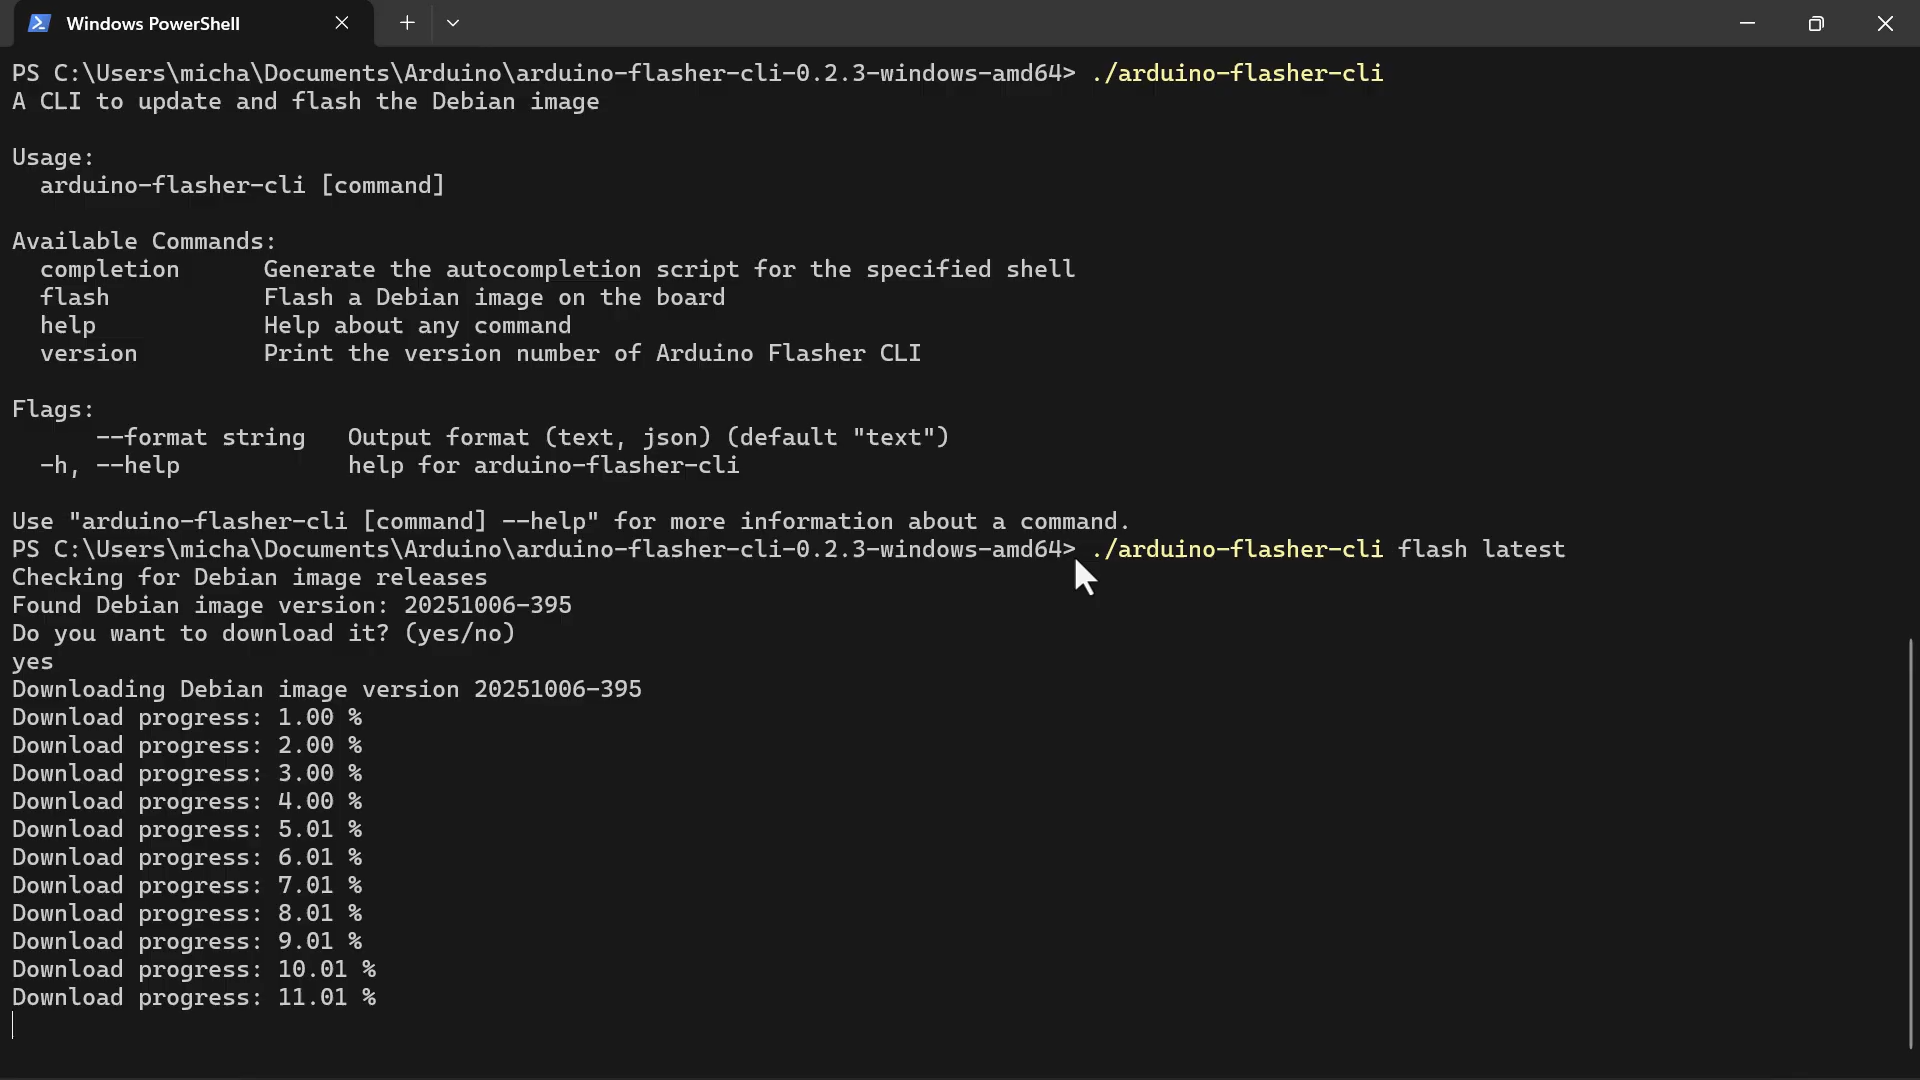 Windows PowerShell
PS C:\Users\micha\Documents\Arduino\arduino-flasher-cli-0.2.3-windows-amd64> ./arduino-flasher-cli
A CLI to update and flash the Debian image
Usage:
  arduino-flasher-cli [command]
Available Commands:
  completion      Generate the autocompletion script for the specified shell
  flash           Flash a Debian image on the board
  help            Help about any command
  version         Print the version number of Arduino Flasher CLI
Flags:
      --format string   Output format (text, json) (default "text")
  -h, --help            help for arduino-flasher-cli
Use "arduino-flasher-cli [command] --help" for more information about a command.
PS C:\Users\micha\Documents\Arduino\arduino-flasher-cli-0.2.3-windows-amd64> ./arduino-flasher-cli flash latest
Checking for Debian image releases
Found Debian image version: 20251006-395
Do you want to download it? (yes/no)
yes
Downloading Debian image version 20251006-395
Download progress: 1.00 %
Download progress: 2.00 %
Download progress: 3.00 %
Download progress: 4.00 %
Download progress: 5.01 %
Download progress: 6.01 %
Download progress: 7.01 %
Download progress: 8.01 %
Download progress: 9.01 %
Download progress: 10.01 %
Download progress: 11.01 %